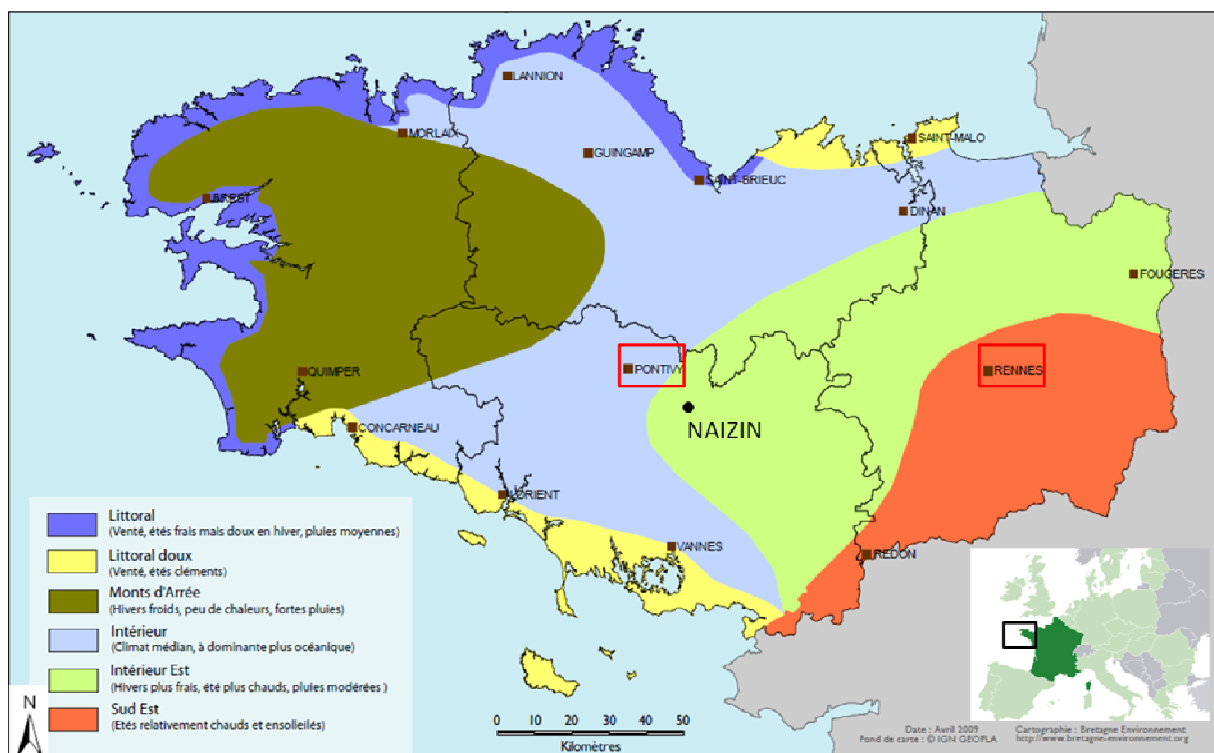 LANNION
MORLAIX
GUINGAMP
SAINT-MALO
SAINT-BRIEUC
BREST
DINAN
FOUGERES
PONTIVY
RENNES
QUIMPER
NAIZIN
CONCARNEAU
LORIENT
VANNES
REDON
Littoral
(Venté, étés frais mais doux en hiver, pluies moyennes)
Littoral doux
(Venté, étés cléments)
Monts d'Arrée
(Hivers froids, peu de chaleurs, fortes pluies)
Intérieur
(Climat médian, à dominante plus océanique)
Intérieur Est
(Hivers plus frais, été plus chauds, pluies modérées )
Sud Est
(Etés relativement chauds et ensolleilés)
N
0 10 20 30 40 50
Kilomètres
Date : Avril 2009 Cartographie : Bretagne Environnement
Fond de carte : © IGN GEOFLA http://www.bretagne-environnement.org